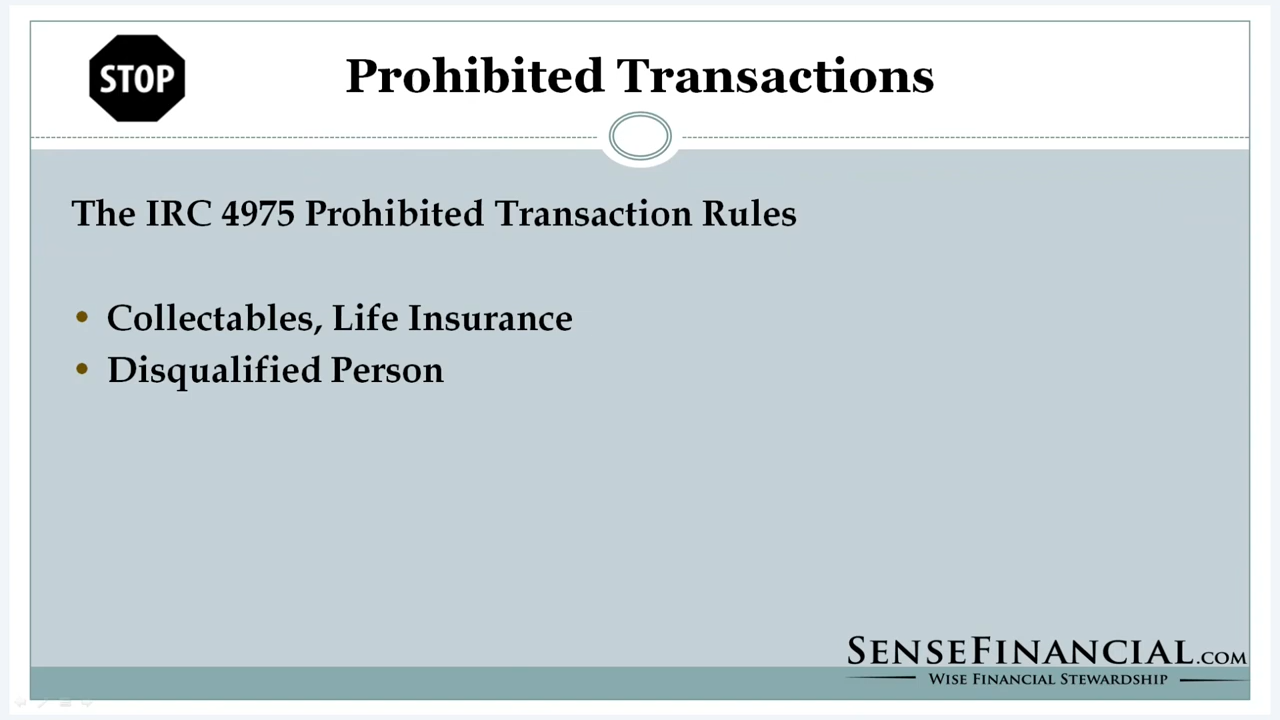 STOP
Prohibited Transactions
The IRC 4975 Prohibited Transaction Rules
• Collectables, Life Insurance
• Disqualified Person
SENSEFINANCIAL.COM
WISE FINANCIAL STEWARDSHIP